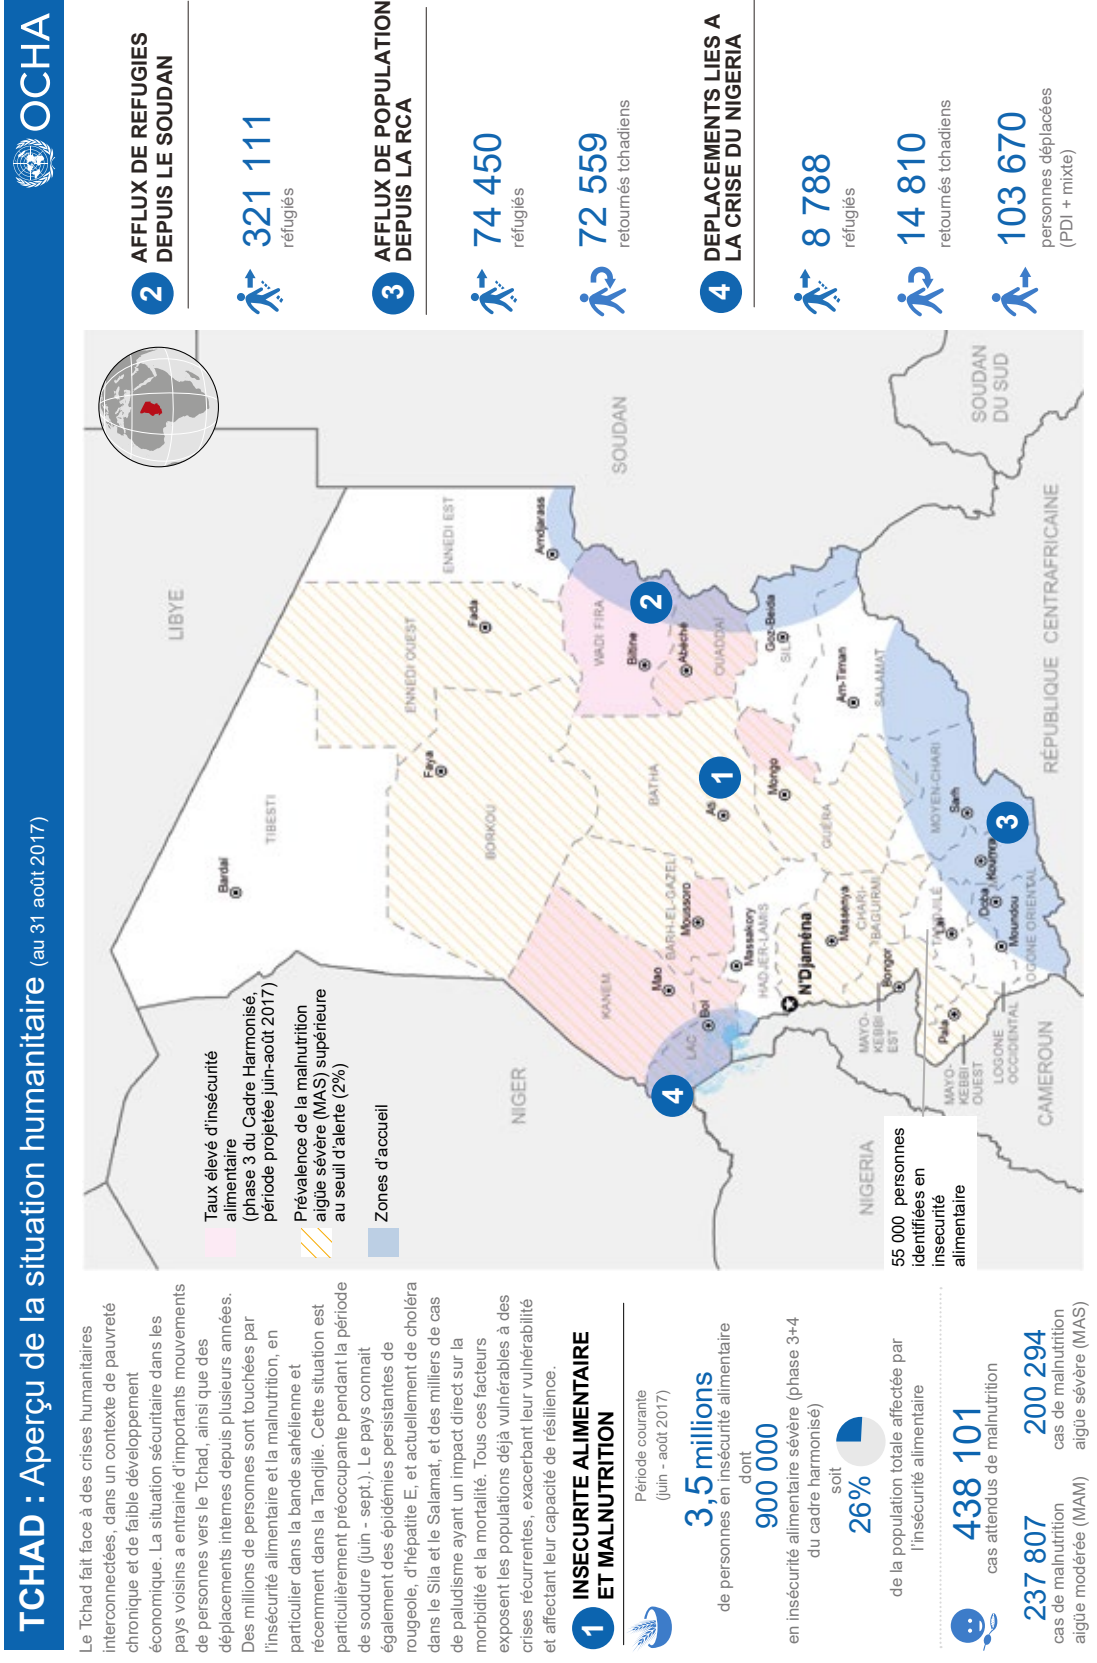 TCHAD : Aperçu de la situation humanitaire (au 31 août 2017)
OCHA
Le Tchad fait face à des crises humanitaires
interconnectées, dans un contexte de pauvreté
chronique et de faible développement
économique. La situation sécuritaire dans les
pays voisins a entrainé d'importants mouvements
de personnes vers le Tchad, ainsi que des
déplacements internes depuis plusieurs années.
Des millions de personnes sont touchées par
l'insécurité alimentaire et la malnutrition, en
particulier dans la bande sahélienne et
récemment dans la Tandjilé. Cette situation est
particulièrement préoccupante pendant la période
de soudure (juin - sept.). Le pays connait
également des épidémies persistantes de
rougeole, d'hépatite E, et actuellement de choléra
dans le Sila et le Salamat, et des milliers de cas
de paludisme ayant un impact direct sur la
morbidité et la mortalité. Tous ces facteurs
exposent les populations déjà vulnérables à des
crises récurrentes, exacerbant leur vulnérabilité
et affectant leur capacité de résilience.
1
INSECURITE ALIMENTAIRE
ET MALNUTRITION
Période courante
(juin - août 2017)
3,5 millions
de personnes en insécurité alimentaire
dont
900 000
en insécurité alimentaire sévère (phase 3+4
du cadre harmonisé)
soit
26%
de la population totale affectée par
l'insécurité alimentaire
438 101
cas attendus de malnutrition
237 807
cas de malnutrition
aigüe modérée (MAM)
200 294
cas de malnutrition
aigüe sévère (MAS)
Taux élevé d'insécurité
alimentaire
(phase 3 du Cadre Harmonisé,
période projetée juin-août 2017)
Prévalence de la malnutrition
aigüe sévère (MAS) supérieure
au seuil d'alerte (2%)
Zones d'accueil
LIBYE
NIGER
NIGERIA
CAMEROUN
SOUDAN
SOUDAN
DU SUD
RÉPUBLIQUE CENTRAFRICAINE
TIBESTI
Bardaï
ENNEDI EST
Amdjarass
ENNEDI OUEST
Fada
Faya
BORKOU
WADI FIRA
Biltine
2
Abéché
OUADDAÏ
Goz-Beida
SILA
BATHA
1
Ati
Mongo
GUÉRA
Am-Timan
SALAMAT
KANEM
Mao
BARH-EL-GAZEL
Moussoro
LAC
Bol
4
Massakory
HADJER-LAMIS
N'Djaména
Massenya
CHARI-
BAGUIRMI
MAYO-
KEBBI
EST
Bongor
MOYEN-CHARI
Sarh
3
Koumra
TANDJILÉ
Laï
Doba
Moundou
LOGONE ORIENTAL
Pala
MAYO-
KEBBI
OUEST
LOGONE
OCCIDENTAL
55 000 personnes
identifiées en
insecurité
alimentaire
2
AFFLUX DE REFUGIES
DEPUIS LE SOUDAN
321 111
réfugiés
3
AFFLUX DE POPULATION
DEPUIS LA RCA
74 450
réfugiés
72 559
retournés tchadiens
4
DEPLACEMENTS LIES A
LA CRISE DU NIGERIA
8 788
réfugiés
14 810
retournés tchadiens
103 670
personnes déplacées
(PDI + mixte)